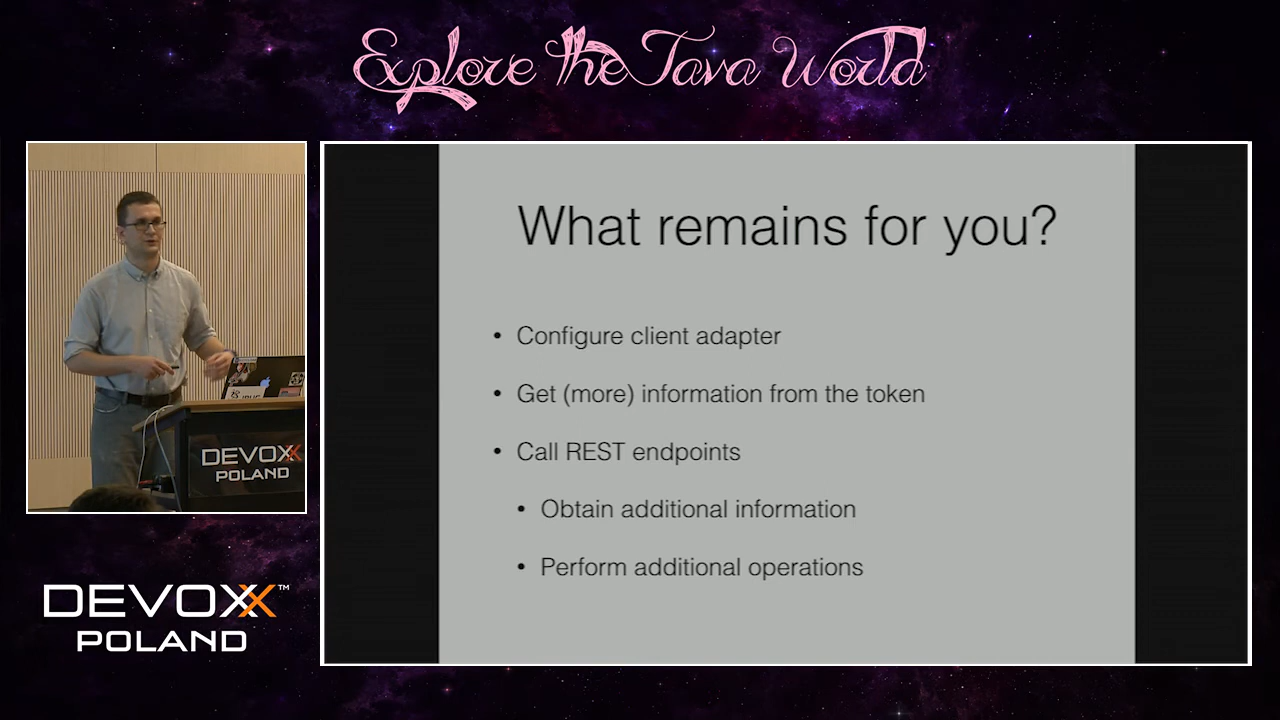 Explore the Java World
What remains for you?
• Configure client adapter
• Get (more) information from the token
• Call REST endpoints
• Obtain additional information
• Perform additional operations
DEVOXX
POLAND
DEVOXX™
POLAND